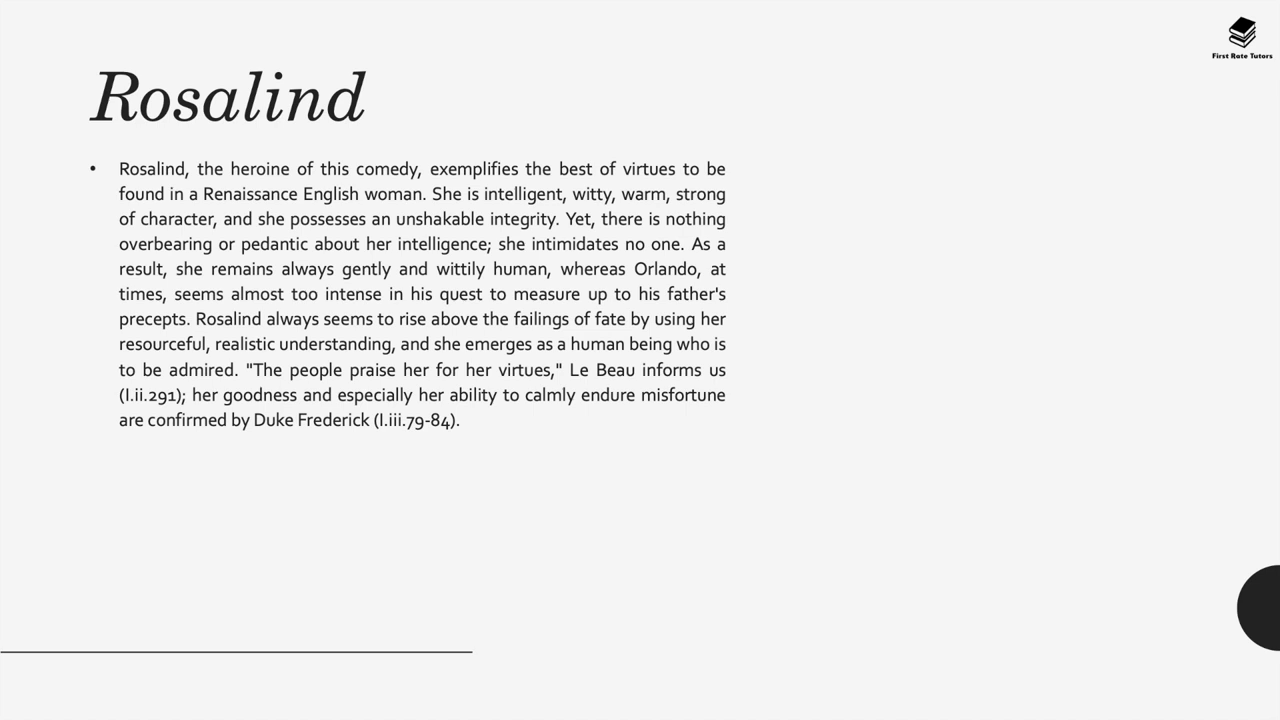 First Rate Tutors
Rosalind
• Rosalind, the heroine of this comedy, exemplifies the best of virtues to be
found in a Renaissance English woman. She is intelligent, witty, warm, strong
of character, and she possesses an unshakable integrity. Yet, there is nothing
overbearing or pedantic about her intelligence; she intimidates no one. As a
result, she remains always gently and wittily human, whereas Orlando, at
times, seems almost too intense in his quest to measure up to his father's
precepts. Rosalind always seems to rise above the failings of fate by using her
resourceful, realistic understanding, and she emerges as a human being who is
to be admired. "The people praise her for her virtues," Le Beau informs us
(I.ii.291); her goodness and especially her ability to calmly endure misfortune
are confirmed by Duke Frederick (I.iii.79-84).